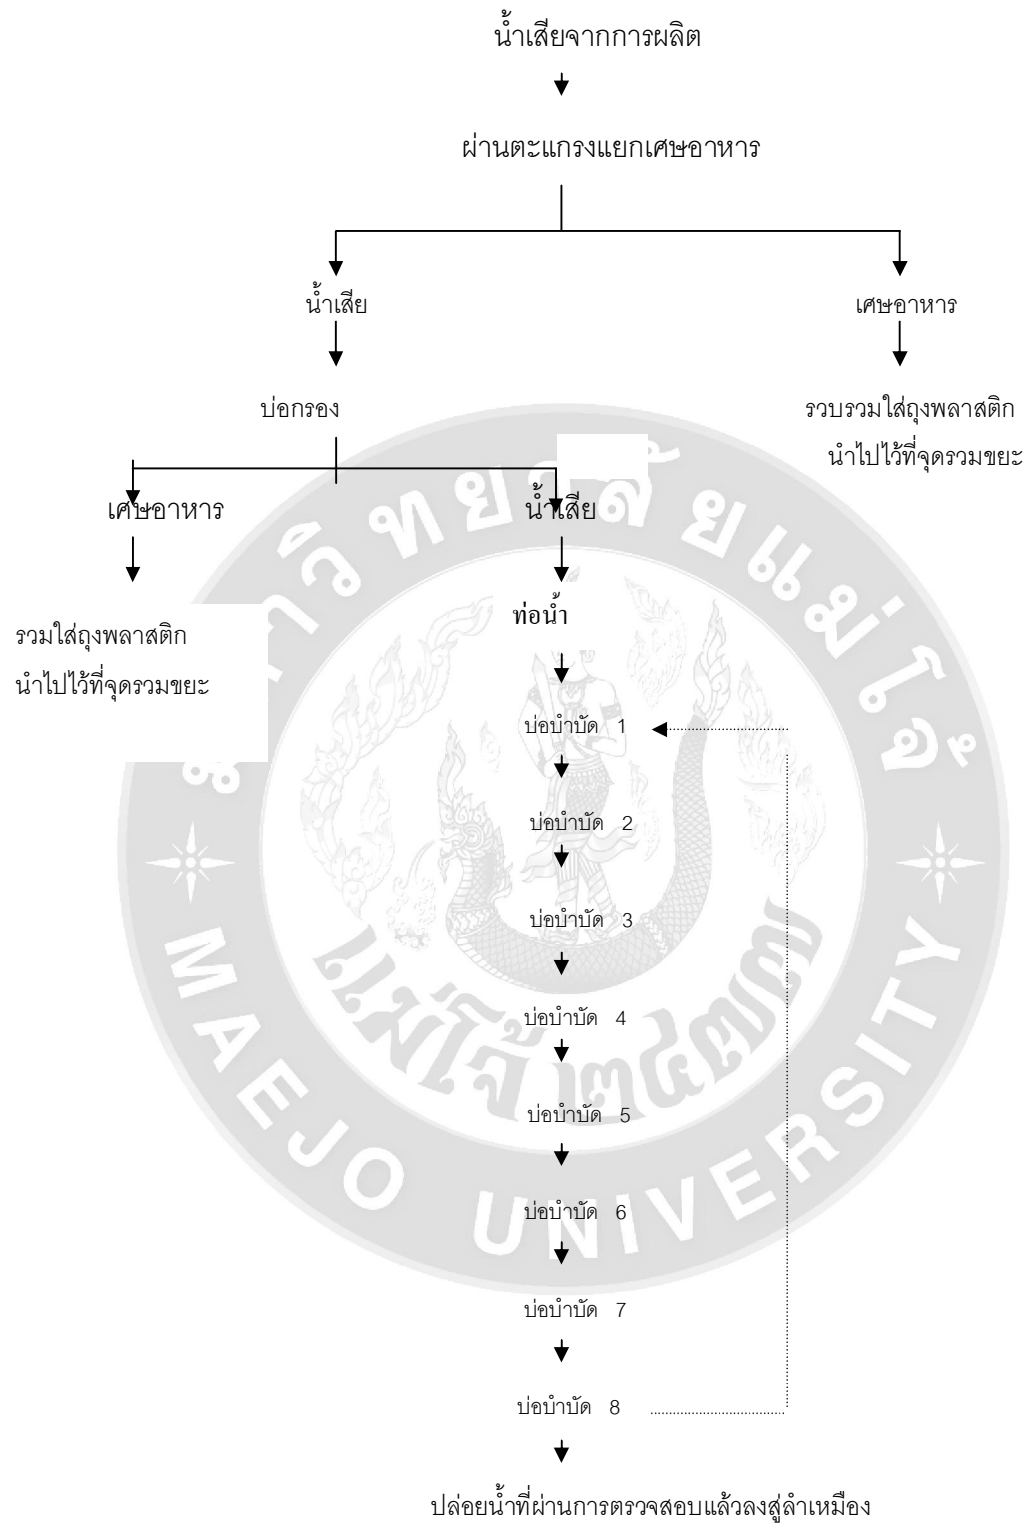 น้ำเสียจากการผลิต
ผ่านตะแกรงแยกเศษอาหาร
น้ำเสีย
เศษอาหาร
บ่อกรอง
รวบรวมใส่ถุงพลาสติก
นำไปไว้ที่จุดรวมขยะ
เศษอาหาร
น้ำเสีย
ท่อน้ำ
รวมใส่ถุงพลาสติก
นำไปไว้ที่จุดรวมขยะ
บ่อบำบัด 1
บ่อบำบัด 2
บ่อบำบัด 3
บ่อบำบัด 4
บ่อบำบัด 5
บ่อบำบัด 6
บ่อบำบัด 7
บ่อบำบัด 8
ปล่อยน้ำที่ผ่านการตรวจสอบแล้วลงสู่ลำเหมือง
แม่โจ้ ๒๔๗๗
MAEJO UNIVERSITY